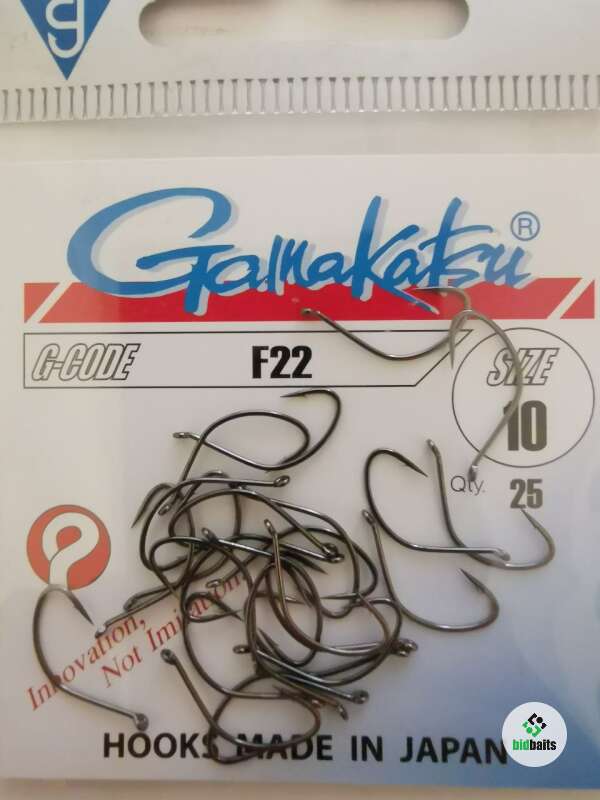 Gamakatsu®
G-CODE F22 SIZE
10
Qty. 25
Innovation,
Not Imitation
HOOKS MADE IN JAPAN
bidbaits